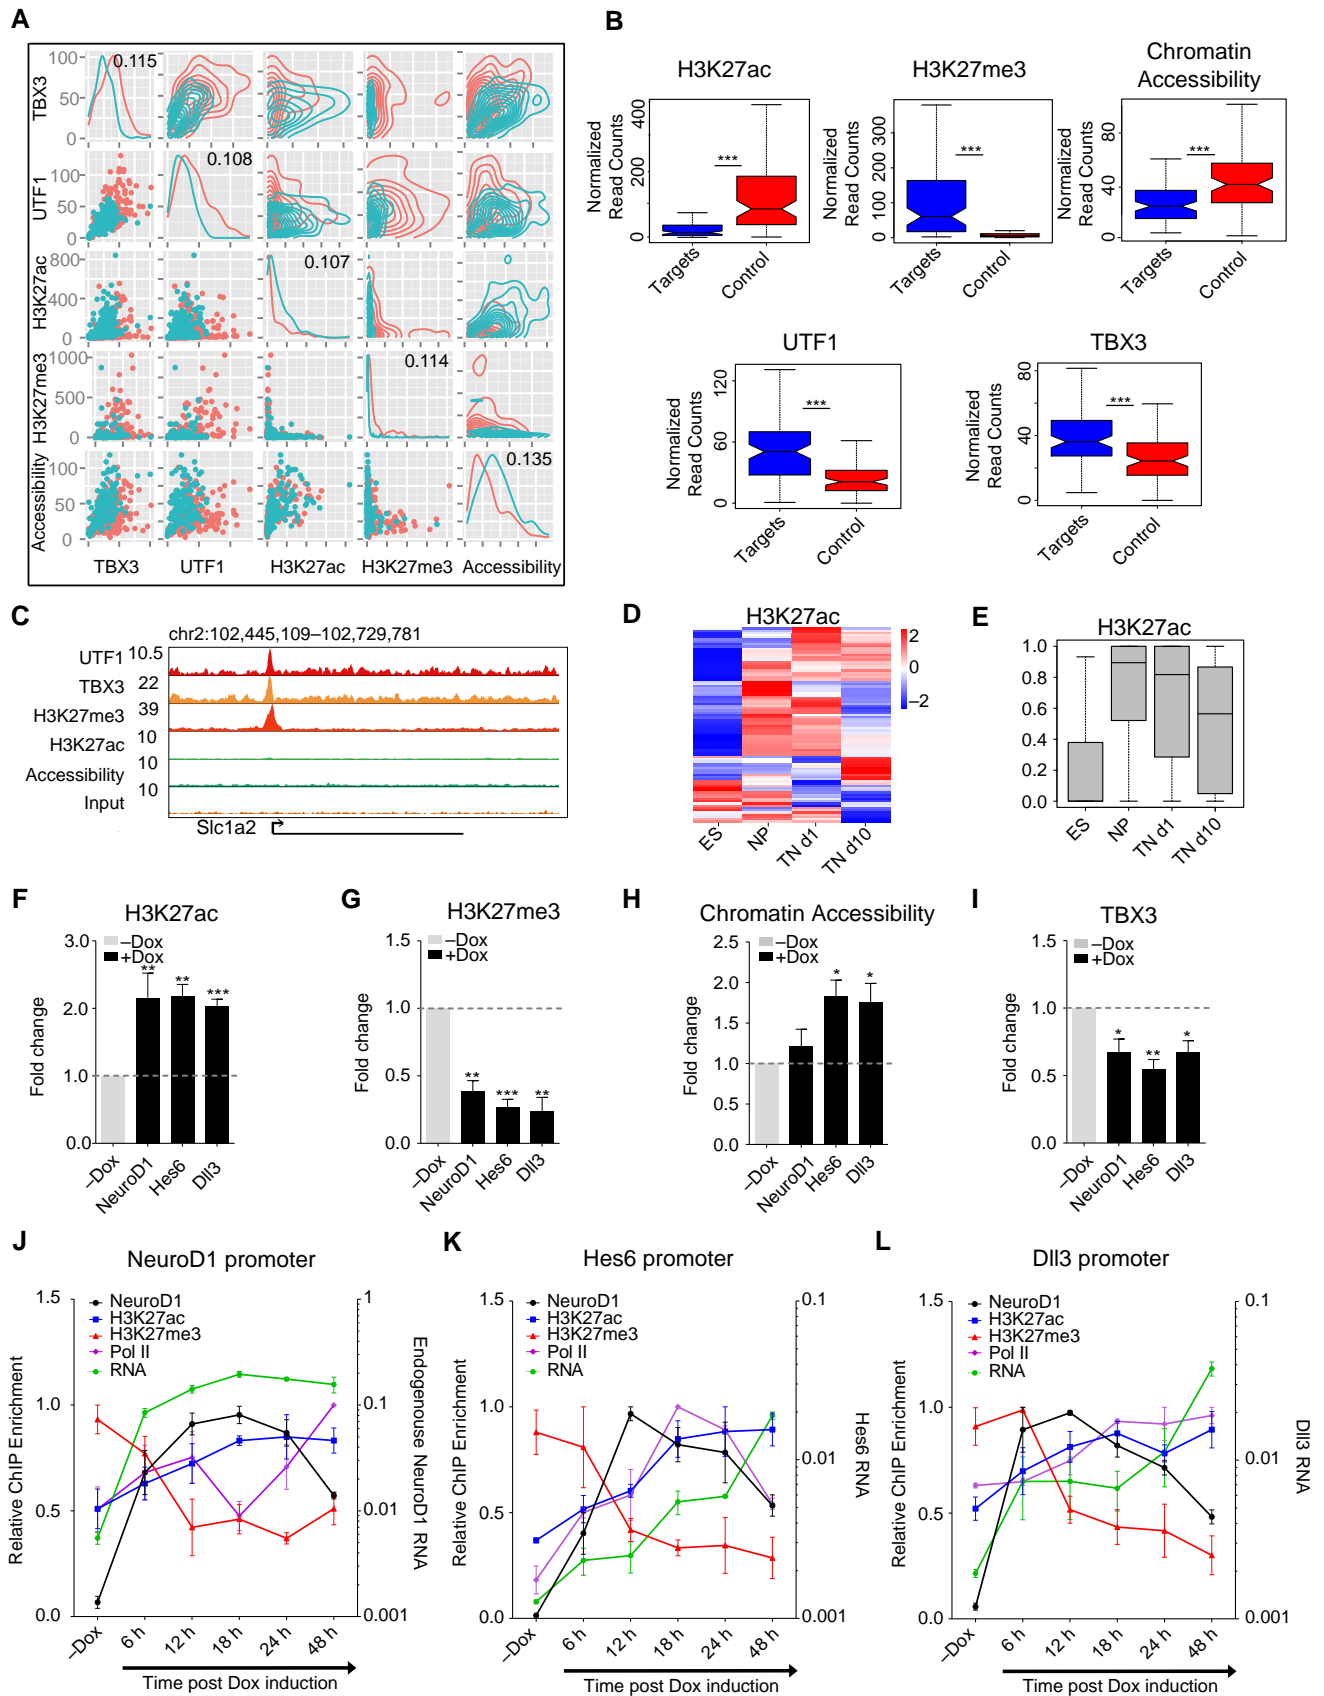 A
TBX3
100
50
0
0.115
UTF1
100
50
0
0.108
H3K27ac
800
400
0
0.107
H3K27me3
1000
500
0
0.114
Accessibility
100
50
0
0.135
TBX3 UTF1 H3K27ac H3K27me3 Accessibility
B
H3K27ac
Normalized
Read Counts
400
200
0
***
Targets
Control
H3K27me3
Normalized
Read Counts
300
200
100
0
***
Targets
Control
Chromatin
Accessibility
80
40
0
***
Targets
Control
UTF1
Normalized
Read Counts
120
60
0
***
Targets
Control
TBX3
Normalized
Read Counts
80
40
0
***
Targets
Control
C
chr2:102,445,109–102,729,781
UTF1 10.5
TBX3 22
H3K27me3 39
H3K27ac 10
Accessibility 10
Input 10
Slc1a2
D
H3K27ac
2
0
–2
ES
NP
TN d1
TN d10
E
H3K27ac
1.0
0.8
0.6
0.4
0.2
0.0
ES
NP
TN d1
TN d10
F
H3K27ac
Fold change
3.0
2.0
1.0
0.0
–Dox
+Dox
**
**
***
–Dox
NeuroD1
Hes6
Dll3
G
H3K27me3
Fold change
1.5
1.0
0.5
0.0
–Dox
+Dox
**
***
**
–Dox
NeuroD1
Hes6
Dll3
H
Chromatin Accessibility
Fold change
2.5
2.0
1.5
1.0
0.5
0.0
–Dox
+Dox
*
*
–Dox
NeuroD1
Hes6
Dll3
I
TBX3
Fold change
1.5
1.0
0.5
0.0
–Dox
+Dox
*
**
*
–Dox
NeuroD1
Hes6
Dll3
J
NeuroD1 promoter
Relative ChIP Enrichment
1.5
1.0
0.5
0.0
NeuroD1
H3K27ac
H3K27me3
Pol II
RNA
1
0.1
0.01
0.001
Endogenouse NeuroD1 RNA
–Dox
6 h
12 h
18 h
24 h
48 h
Time post Dox induction
K
Hes6 promoter
Relative ChIP Enrichment
1.5
1.0
0.5
0.0
NeuroD1
H3K27ac
H3K27me3
Pol II
RNA
0.1
0.01
0.001
Hes6 RNA
–Dox
6 h
12 h
18 h
24 h
48 h
Time post Dox induction
L
Dll3 promoter
Relative ChIP Enrichment
1.5
1.0
0.5
0.0
NeuroD1
H3K27ac
H3K27me3
Pol II
RNA
0.1
0.01
0.001
Dll3 RNA
–Dox
6 h
12 h
18 h
24 h
48 h
Time post Dox induction